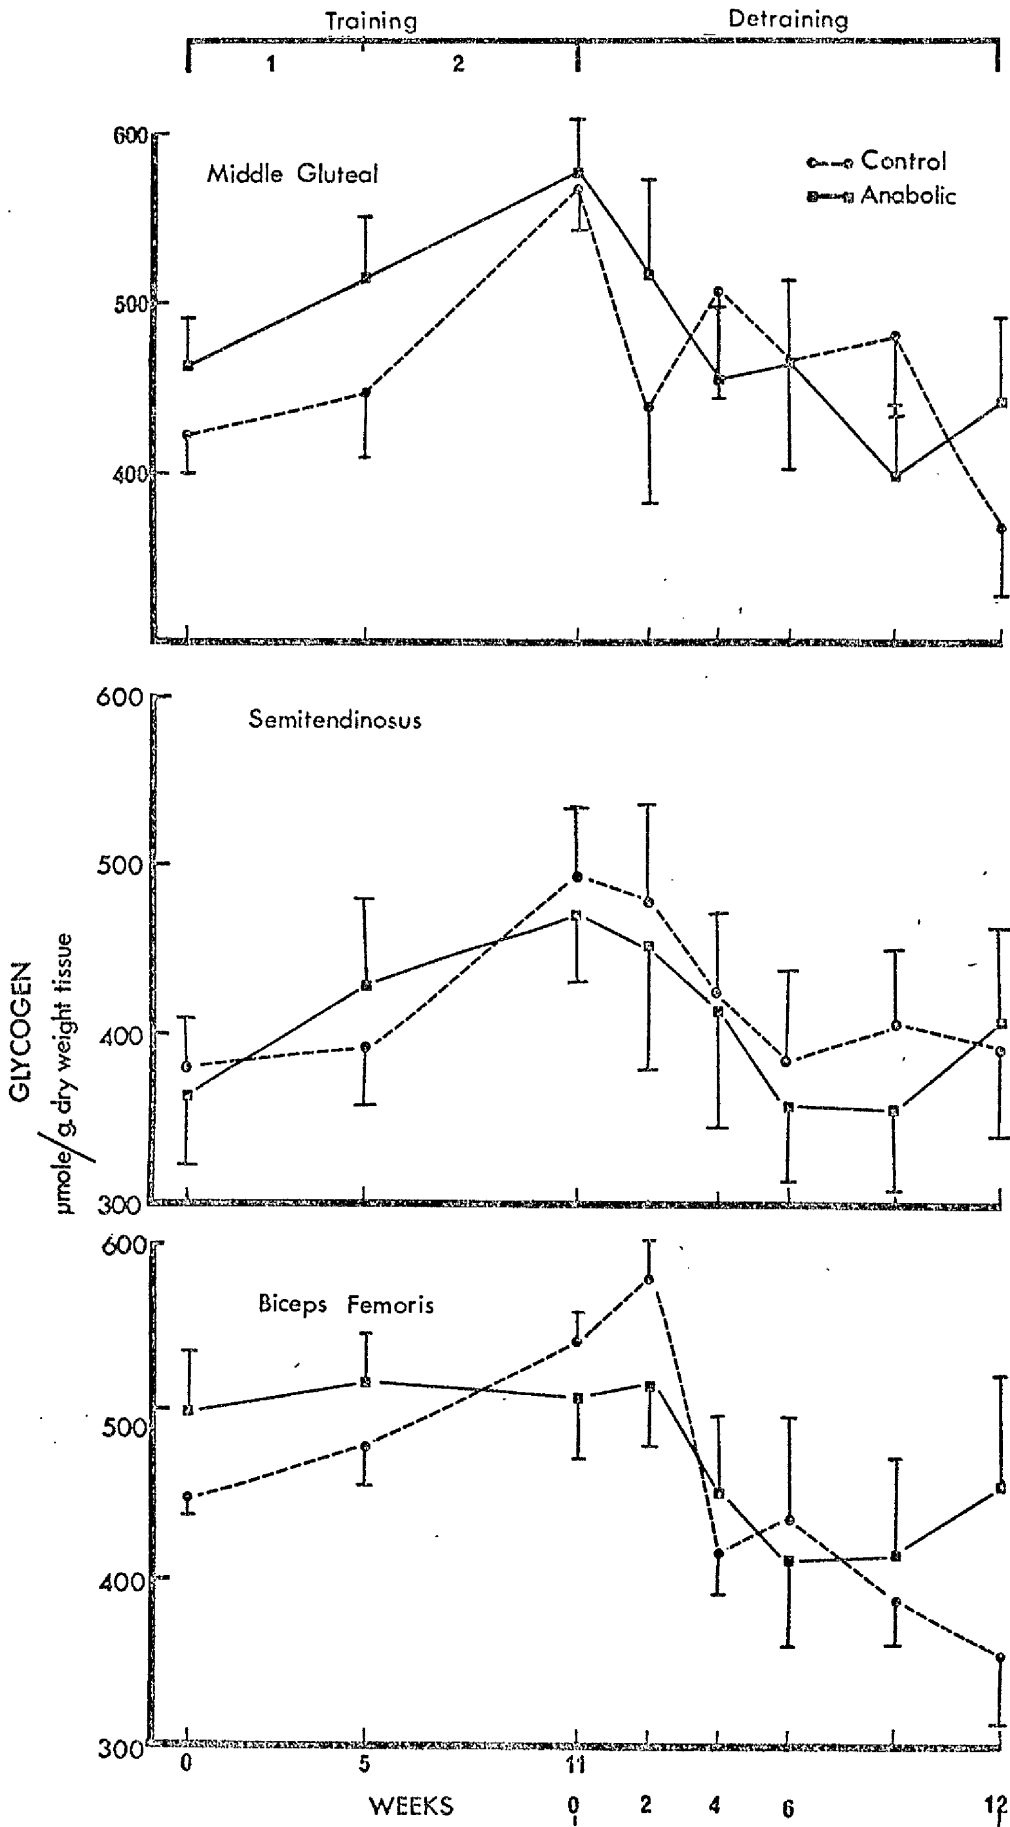 Training Detraining
1 2
600
Middle Gluteal
Control
Anabolic
500
400
600
Semitendinosus
500
400
300
GLYCOGEN
µmole/g. dry weight tissue
600
Biceps Femoris
500
400
300
0 5 11
WEEKS 0 2 4 6 12